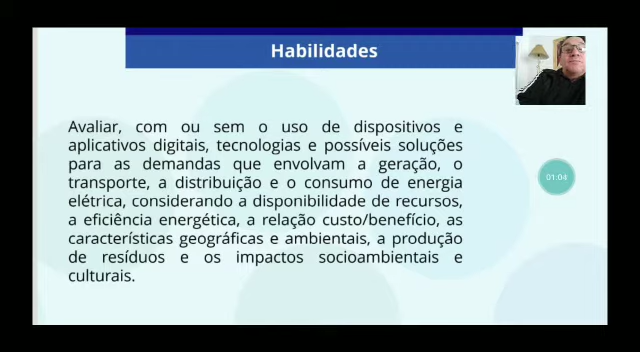 Habilidades
Avaliar, com ou sem o uso de dispositivos e
aplicativos digitais, tecnologias e possíveis soluções
para as demandas que envolvam a geração, o
transporte, a distribuição e o consumo de energia
elétrica, considerando a disponibilidade de recursos,
a eficiência energética, a relação custo/benefício, as
características geográficas e ambientais, a produção
de resíduos e os impactos socioambientais e
culturais.
01:04